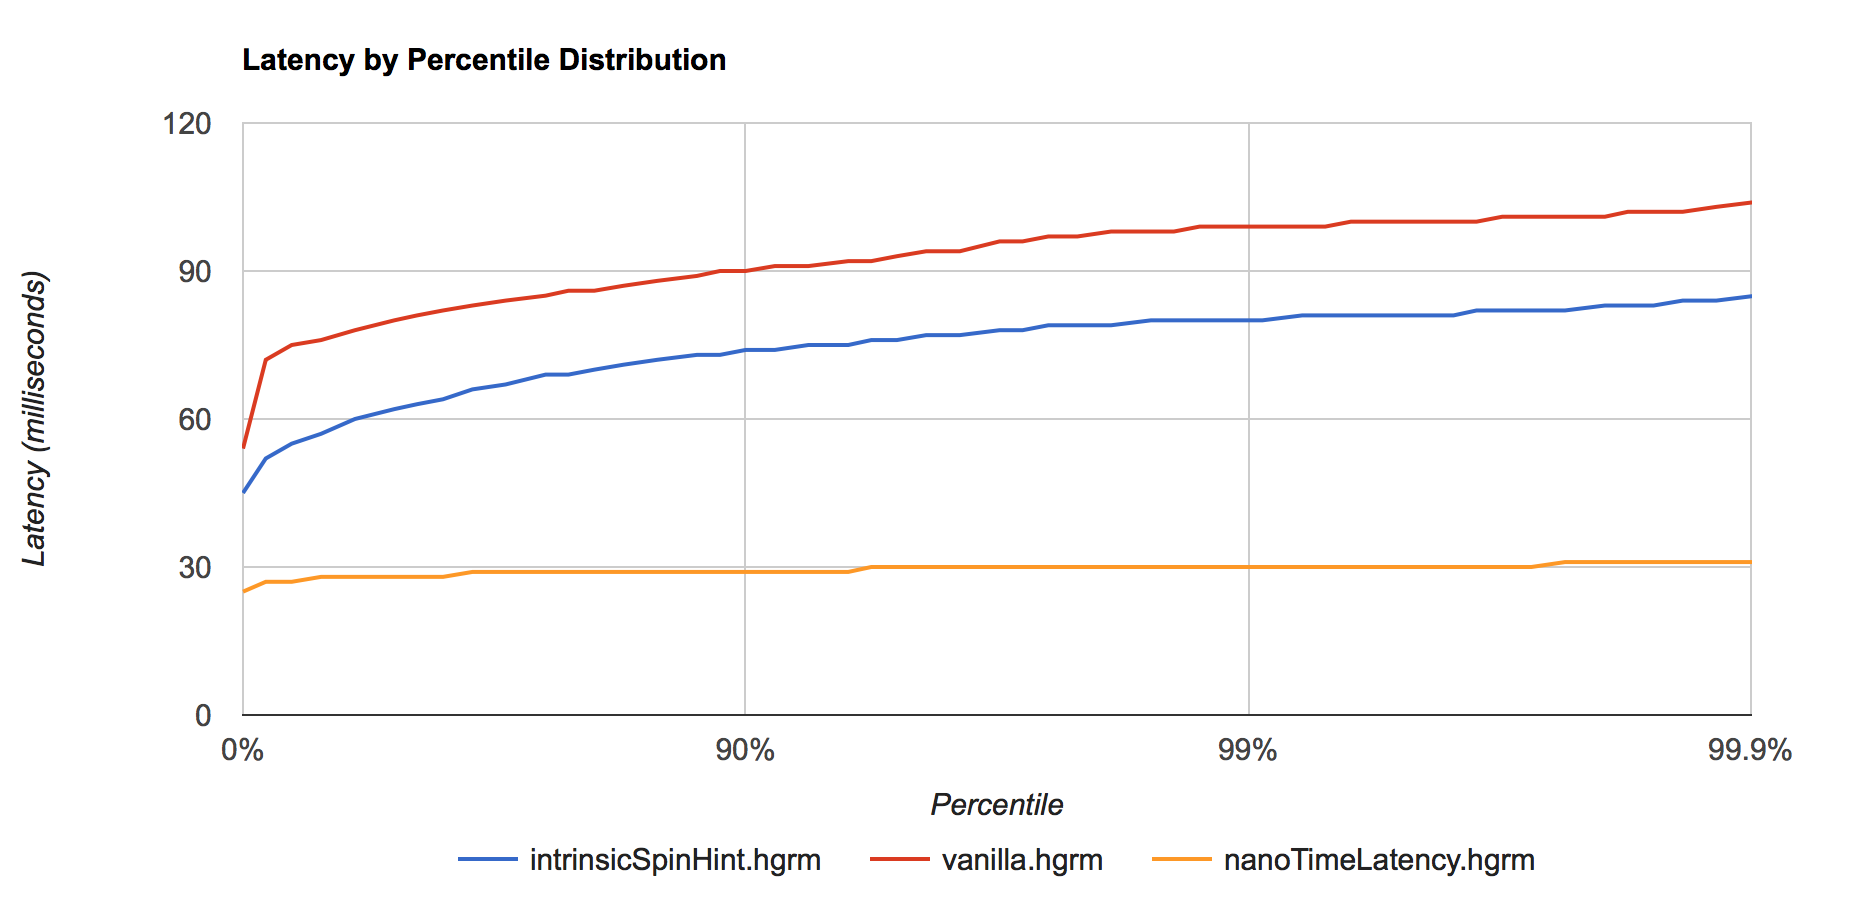 Latency by Percentile Distribution
120
90
60
30
0
Latency (milliseconds)
0% 90% 99% 99.9%
Percentile
intrinsicSpinHint.hgrm vanilla.hgrm nanoTimeLatency.hgrm